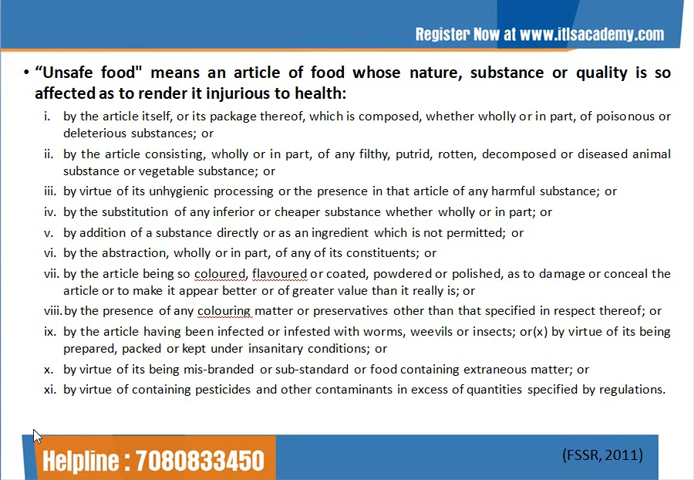 Register Now at www.itlsacademy.com
• “Unsafe food" means an article of food whose nature, substance or quality is so
affected as to render it injurious to health:
i. by the article itself, or its package thereof, which is composed, whether wholly or in part, of poisonous or
deleterious substances; or
ii. by the article consisting, wholly or in part, of any filthy, putrid, rotten, decomposed or diseased animal
substance or vegetable substance; or
iii. by virtue of its unhygienic processing or the presence in that article of any harmful substance; or
iv. by the substitution of any inferior or cheaper substance whether wholly or in part; or
v. by addition of a substance directly or as an ingredient which is not permitted; or
vi. by the abstraction, wholly or in part, of any of its constituents; or
vii. by the article being so coloured, flavoured or coated, powdered or polished, as to damage or conceal the
article or to make it appear better or of greater value than it really is; or
viii. by the presence of any colouring matter or preservatives other than that specified in respect thereof; or
ix. by the article having been infected or infested with worms, weevils or insects; or(x) by virtue of its being
prepared, packed or kept under insanitary conditions; or
x. by virtue of its being mis-branded or sub-standard or food containing extraneous matter; or
xi. by virtue of containing pesticides and other contaminants in excess of quantities specified by regulations.
Helpline : 7080833450
(FSSR, 2011)